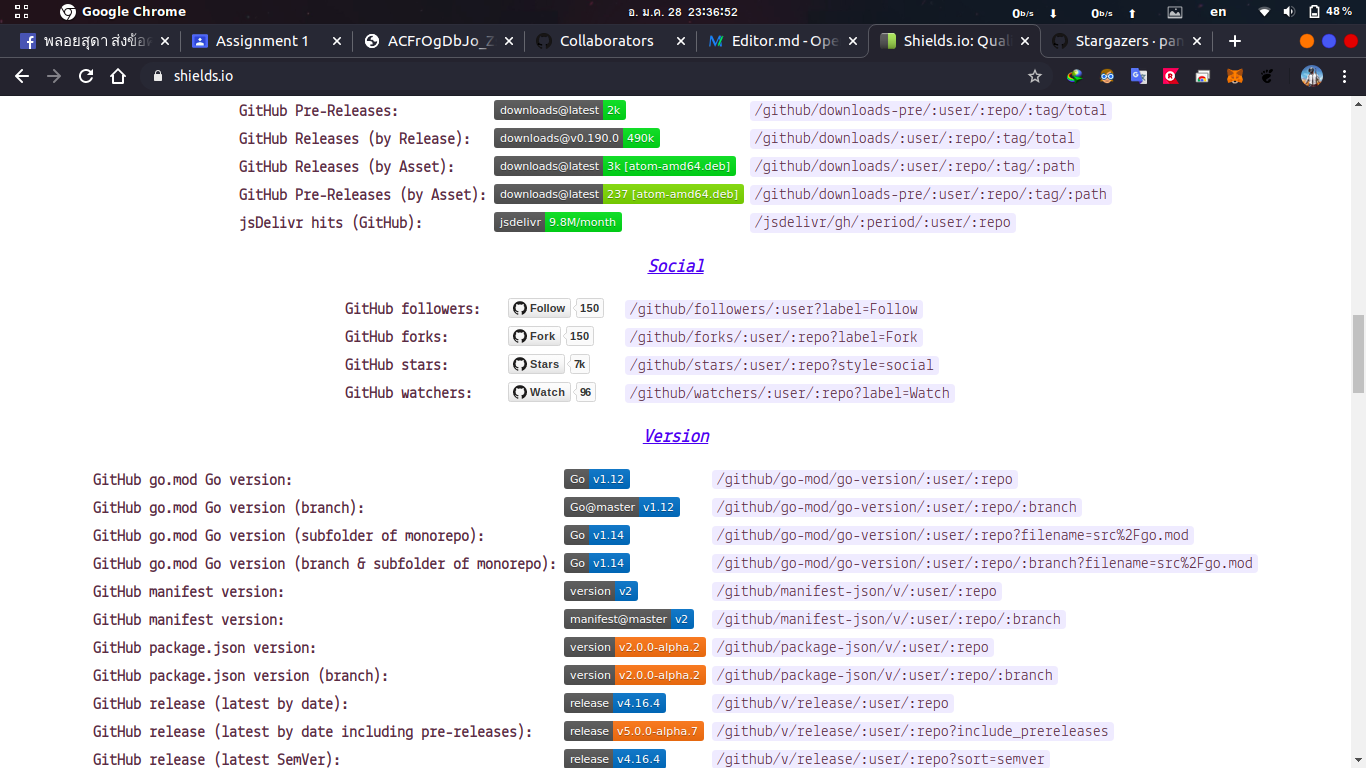 Google Chrome
อ. ม.ค. 28 23:36:52
0b/s 0b/s en 48 %
พลอยสุดา ส่งข้อค
Assignment 1
ACFrOgDbJo_Z
Collaborators
Editor.md - Ope
Shields.io: Quali
Stargazers · pan
shields.io
GitHub Pre-Releases: downloads@latest 2k /github/downloads-pre/:user/:repo/:tag/total
GitHub Releases (by Release): downloads@v0.190.0 490k /github/downloads/:user/:repo/:tag/total
GitHub Releases (by Asset): downloads@latest 3k [atom-amd64.deb] /github/downloads/:user/:repo/:tag/:path
GitHub Pre-Releases (by Asset): downloads@latest 237 [atom-amd64.deb] /github/downloads-pre/:user/:repo/:tag/:path
jsDelivr hits (GitHub): jsdelivr 9.8M/month /jsdelivr/gh/:period/:user/:repo
Social
GitHub followers: Follow 150 /github/followers/:user?label=Follow
GitHub forks: Fork 150 /github/forks/:user/:repo?label=Fork
GitHub stars: Stars 7k /github/stars/:user/:repo?style=social
GitHub watchers: Watch 96 /github/watchers/:user/:repo?label=Watch
Version
GitHub go.mod Go version: Go v1.12 /github/go-mod/go-version/:user/:repo
GitHub go.mod Go version (branch): Go@master v1.12 /github/go-mod/go-version/:user/:repo/:branch
GitHub go.mod Go version (subfolder of monorepo): Go v1.14 /github/go-mod/go-version/:user/:repo?filename=src%2Fgo.mod
GitHub go.mod Go version (branch & subfolder of monorepo): Go v1.14 /github/go-mod/go-version/:user/:repo/:branch?filename=src%2Fgo.mod
GitHub manifest version: version v2 /github/manifest-json/v/:user/:repo
GitHub manifest version: manifest@master v2 /github/manifest-json/v/:user/:repo/:branch
GitHub package.json version: version v2.0.0-alpha.2 /github/package-json/v/:user/:repo
GitHub package.json version (branch): version v2.0.0-alpha.2 /github/package-json/v/:user/:repo/:branch
GitHub release (latest by date): release v4.16.4 /github/v/release/:user/:repo
GitHub release (latest by date including pre-releases): release v5.0.0-alpha.7 /github/v/release/:user/:repo?include_prereleases
GitHub release (latest SemVer): release v4.16.4 /github/v/release/:user/:repo?sort=semver